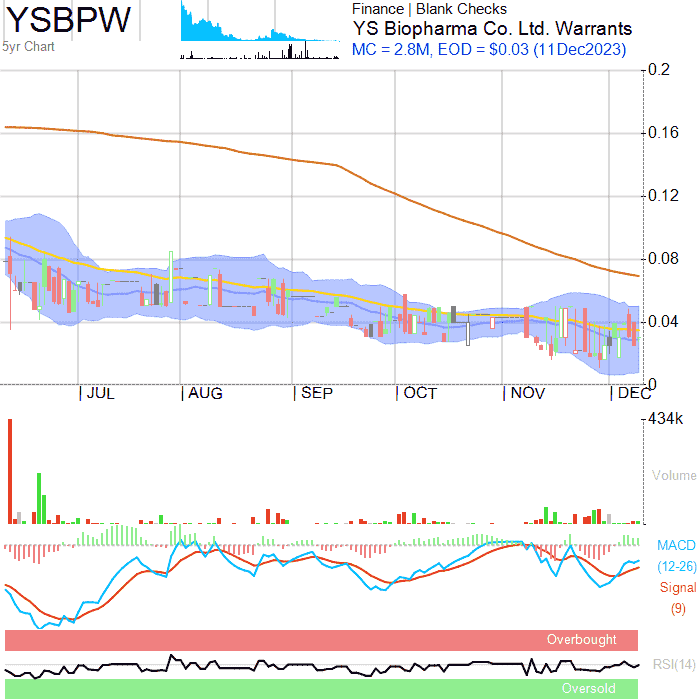 YSBPW
5yr Chart
Finance | Blank Checks
YS Biopharma Co. Ltd. Warrants
MC = 2.8M, EOD = $0.03 (11Dec2023)
0.2
0.16
0.12
0.08
0.04
0
JUL AUG SEP OCT NOV DEC
434k
Volume
MACD
(12-26)
Signal
(9)
Overbought
RSI(14)
Oversold